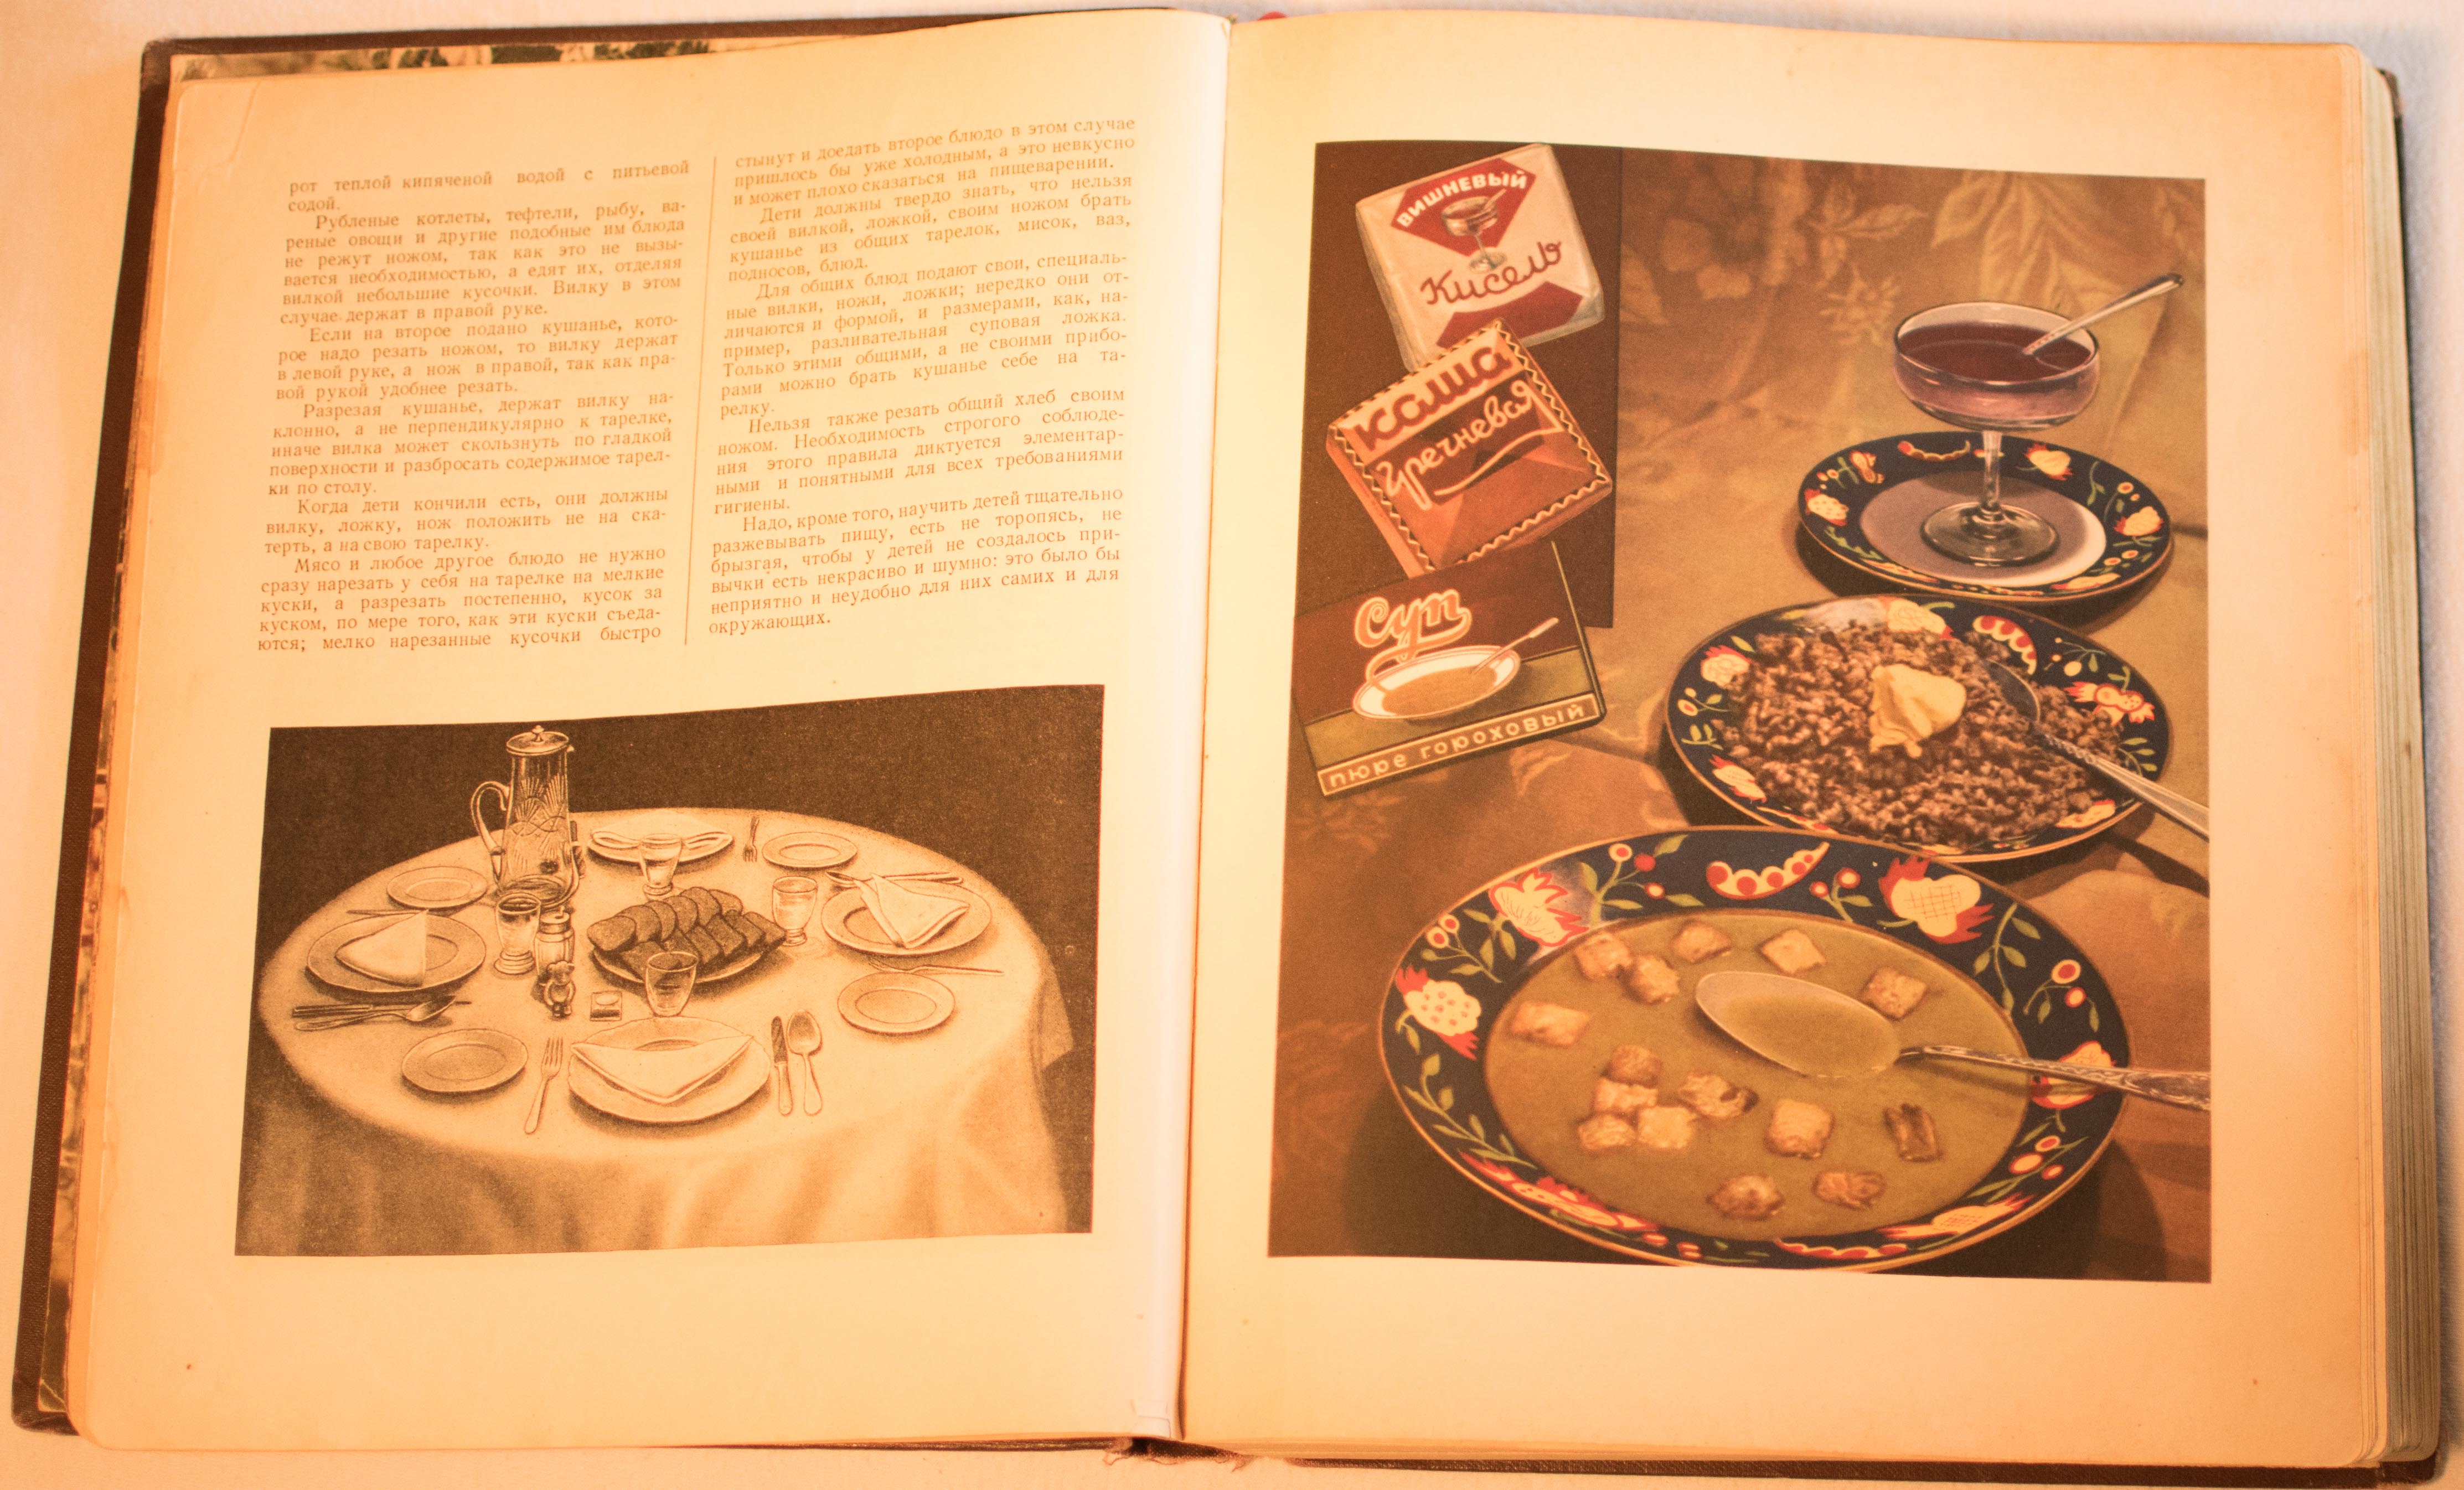 рот теплой кипяченой водой с питьевой
содой.
Рубленые котлеты, тефтели, рыбу, ва-
реные овощи и другие подобные им блюда
не режут ножом, так как это не вызы-
вается необходимостью, а едят их, отделяя
вилкой небольшие кусочки. Вилку в этом
случае держат в правой руке.
Если на второе подано кушанье, кото-
рое надо резать ножом, то вилку держат
в левой руке, а нож в правой, так как пра-
вой рукой удобнее резать.
Разрезая кушанье, держат вилку на-
клонно, а не перпендикулярно к тарелке,
иначе вилка может скользнуть по гладкой
поверхности и разбросать содержимое тарел-
ки по столу.
Когда дети кончили есть, они должны
вилку, ложку, нож положить не на ска-
терть, а на свою тарелку.
Мясо и любое другое блюдо не нужно
сразу нарезать у себя на тарелке на мелкие
куски, а разрезать постепенно, кусок за
куском, по мере того, как эти куски съеда-
ются; мелко нарезанные кусочки быстро
стынут и доедать второе блюдо в этом случае
пришлось бы уже холодным, а это невкусно
и может плохо сказаться на пищеварении.
Дети должны твердо знать, что нельзя
своей вилкой, ложкой, своим ножом брать
кушанье из общих тарелок, мисок, ваз,
подносов, блюд.
Для общих блюд подают свои, специаль-
ные вилки, ножи, ложки; нередко они от-
личаются и формой, и размерами, как, на-
пример, разливательная суповая ложка.
Только этими общими, а не своими прибо-
рами можно брать кушанье себе на та-
релку.
Нельзя также резать общий хлеб своим
ножом. Необходимость строгого соблюде-
ния этого правила диктуется элементар-
ными и понятными для всех требованиями
гигиены.
Надо, кроме того, научить детей тщательно
разжевывать пищу, есть не торопясь, не
брызгая, чтобы у детей не создалось при-
вычки есть некрасиво и шумно: это было бы
неприятно и неудобно для них самих и для
окружающих.
ВИШНЕВЫЙ
Кисель
каша
гречневая
Суп
пюре гороховый